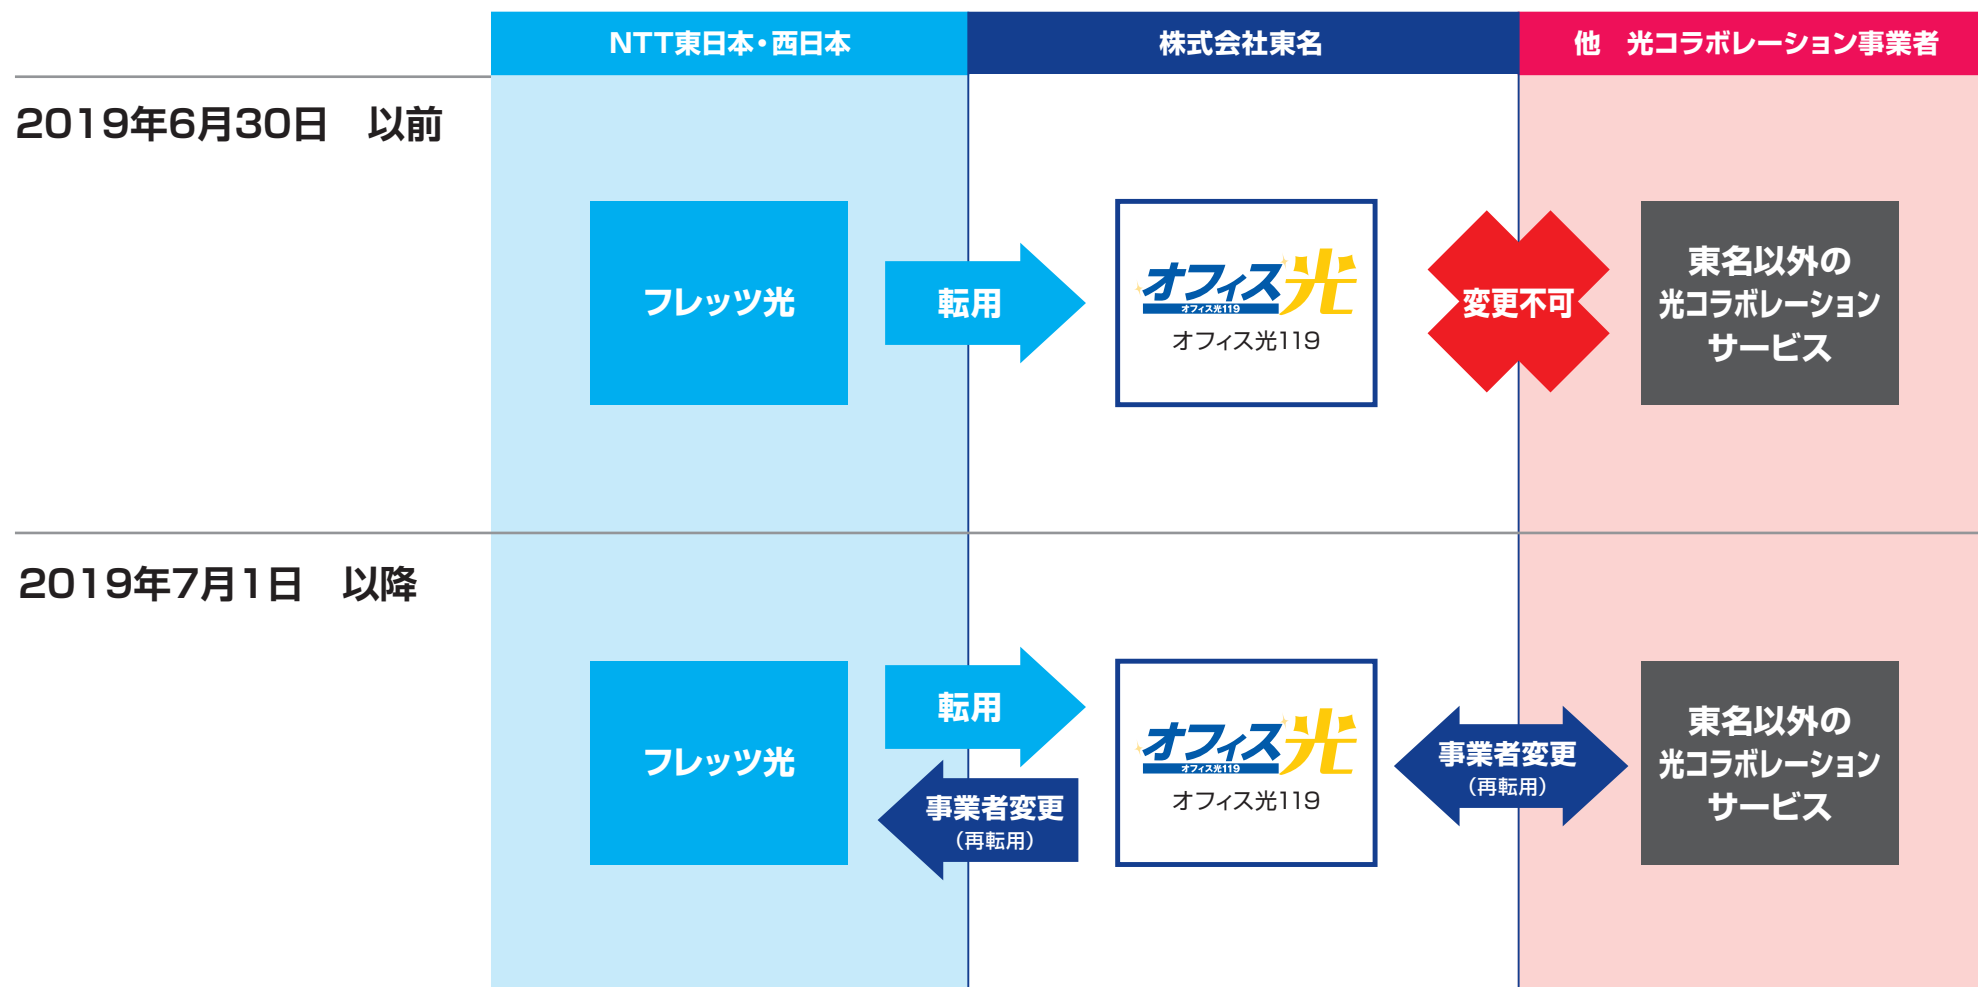 NTT東日本・西日本
株式会社東名
他　光コラボレーション事業者
2019年6月30日　以前
フレッツ光
転用
オフィス光
オフィス光119
オフィス光119
変更不可
東名以外の
光コラボレーション
サービス
2019年7月1日　以降
フレッツ光
転用
事業者変更
（再転用）
オフィス光
オフィス光119
オフィス光119
事業者変更
（再転用）
東名以外の
光コラボレーション
サービス